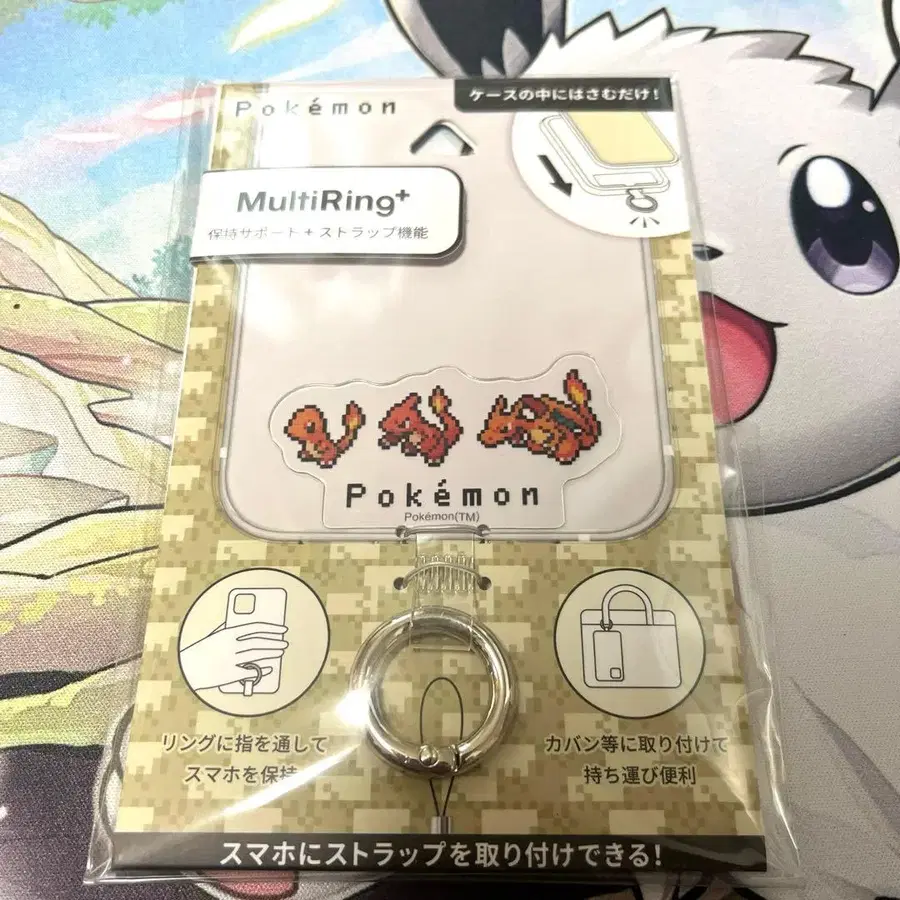 Pokémon
ケースの中にはさむだけ!
MultiRing+
保持サポート+ストラップ機能
Pokémon
Pokémon(TM)
リングに指を通して
スマホを保持
カバン等に取り付けて
持ち運び便利
スマホにストラップを取り付けできる!